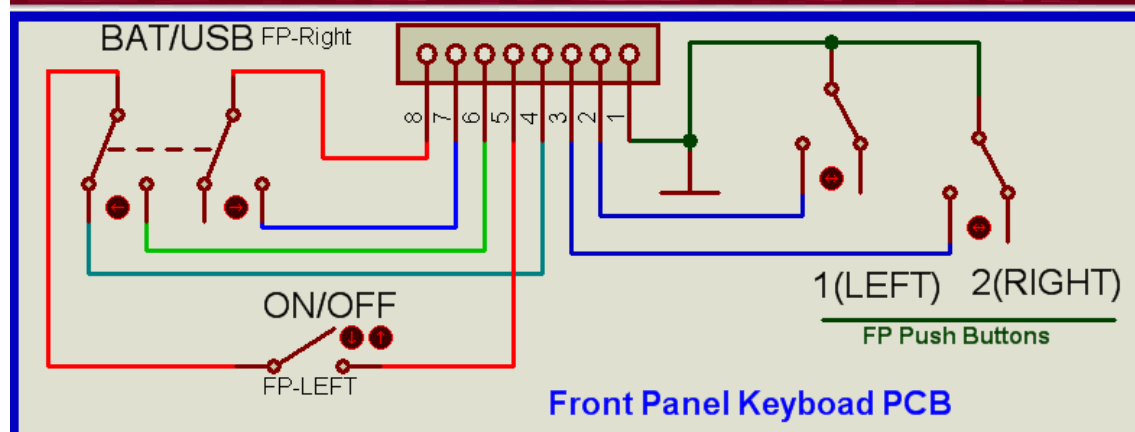 BAT/USB FP-Right
8 7 6 5 4 3 2 1
1(LEFT) 2(RIGHT)
FP Push Buttons
ON/OFF
FP-LEFT
Front Panel Keyboad PCB